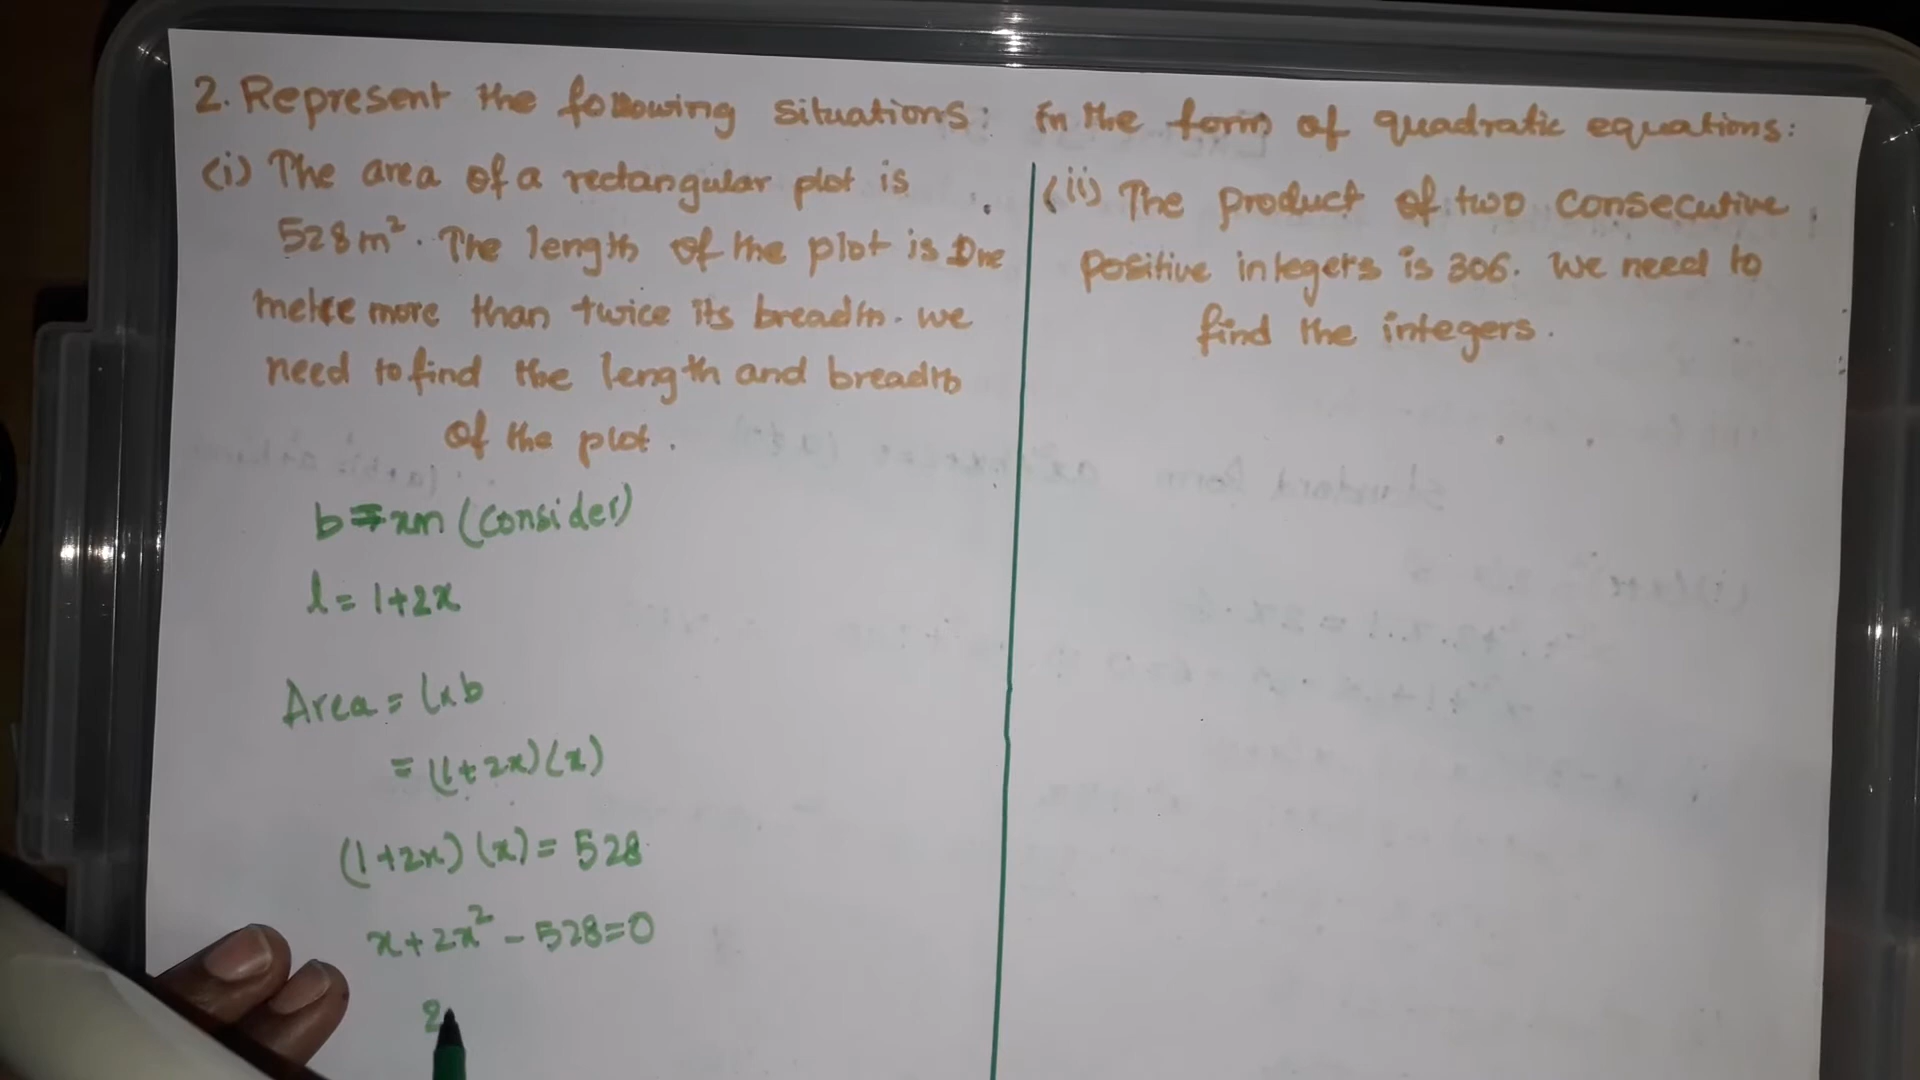 2. Represent the following situations: in the form of quadratic equations:
(i) The area of a rectangular plot is
528m². The length of the plot is One
metre more than twice its breadth. we
need to find the length and breadth
of the plot.
b = xm (consider)
l = 1+2x
Area = l×b
= (1+2x)(x)
(1+2x)(x) = 528
x+2x² - 528=0
2
(ii) The product of two consecutive
positive integers is 306. We need to
find the integers.